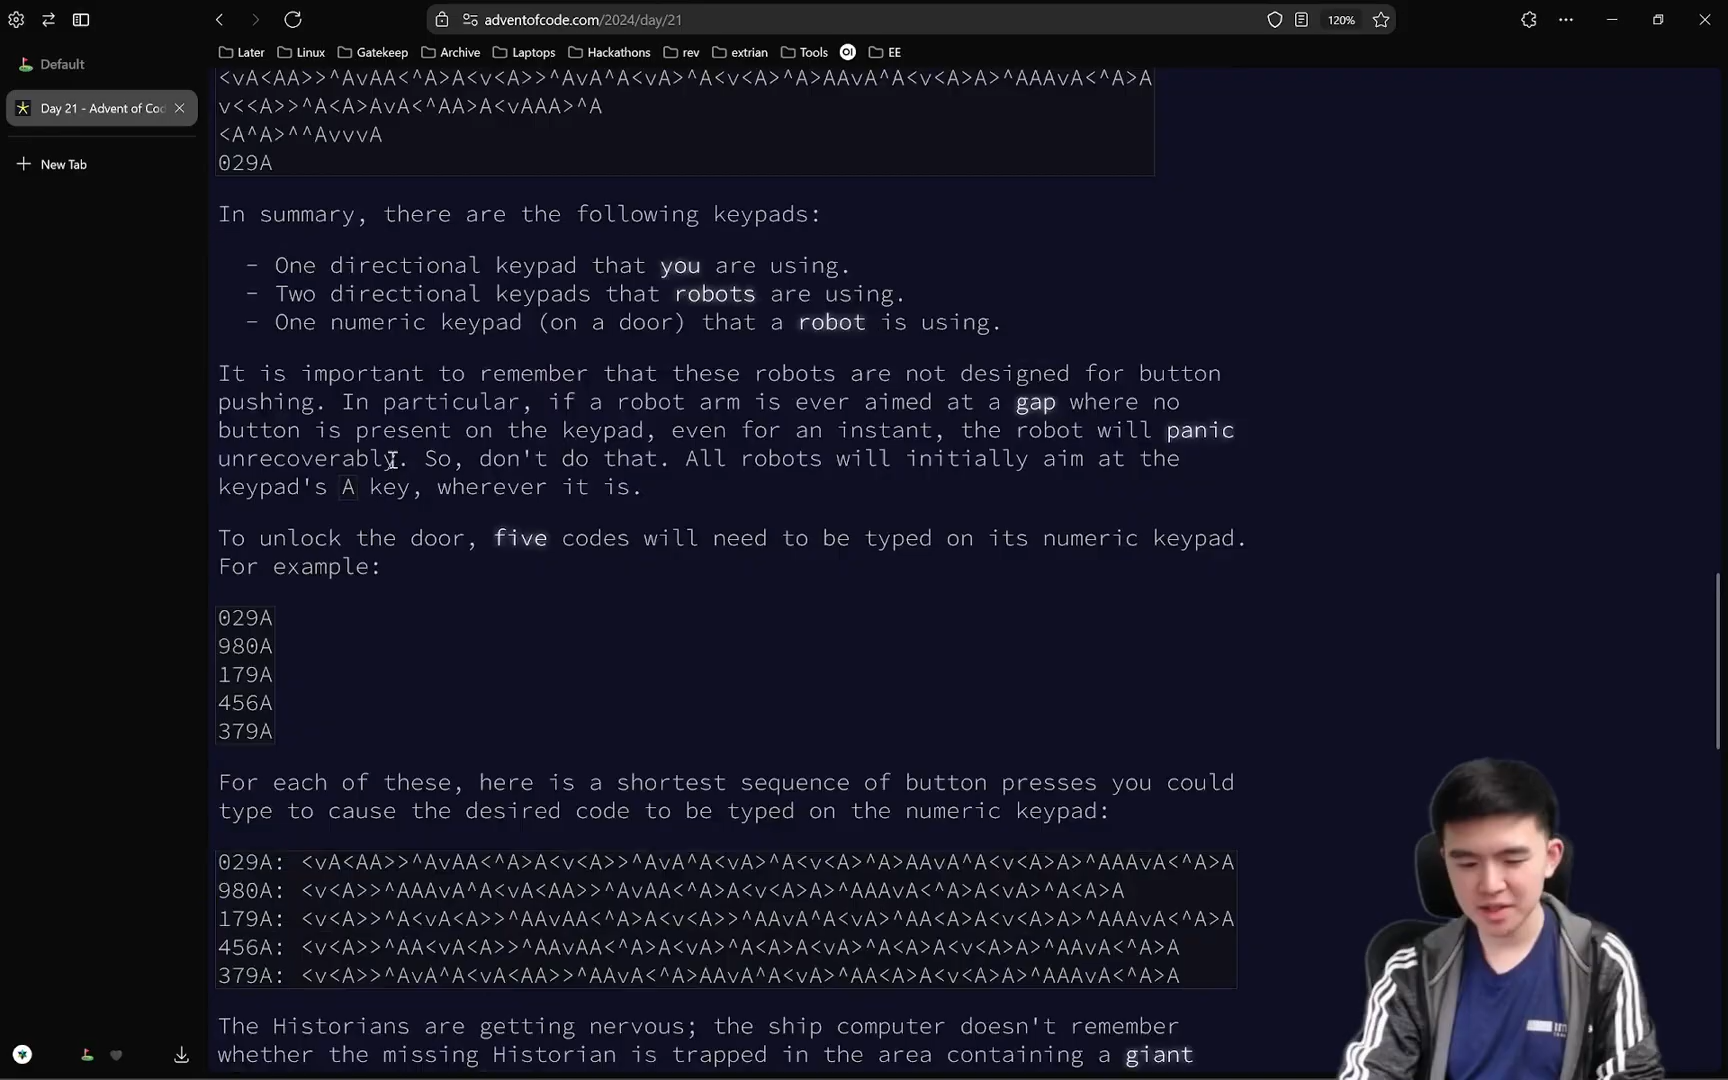 adventofcode.com/2024/day/21
120%
Later
Linux
Gatekeep
Archive
Laptops
Hackathons
rev
extrian
Tools
EE
Default
Day 21 - Advent of Cod
New Tab
<vA<AA>>^AvAA<^A>A<v<A>>^AvA^A<vA>^A<v<A>^A>AAvA^A<v<A>A>^AAAvA<^A>A
v<<A>>^A<A>AvA<^AA>A<vAAA>^A
<A^A>^^AvvvA
029A
In summary, there are the following keypads:
- One directional keypad that you are using.
- Two directional keypads that robots are using.
- One numeric keypad (on a door) that a robot is using.
It is important to remember that these robots are not designed for button
pushing. In particular, if a robot arm is ever aimed at a gap where no
button is present on the keypad, even for an instant, the robot will panic
unrecoverably. So, don't do that. All robots will initially aim at the
keypad's A key, wherever it is.
To unlock the door, five codes will need to be typed on its numeric keypad.
For example:
029A
980A
179A
456A
379A
For each of these, here is a shortest sequence of button presses you could
type to cause the desired code to be typed on the numeric keypad:
029A: <vA<AA>>^AvAA<^A>A<v<A>>^AvA^A<vA>^A<v<A>^A>AAvA^A<v<A>A>^AAAvA<^A>A
980A: <v<A>>^AAAvA^A<vA<AA>>^AvAA<^A>A<v<A>A>^AAAvA<^A>A<vA>^A<A>A
179A: <v<A>>^A<vA<A>>^AAvAA<^A>A<v<A>>^AAvA^A<vA>^AA<A>A<v<A>A>^AAAvA<^A>A
456A: <v<A>>^AA<vA<A>>^AAvAA<^A>A<vA>^A<A>A<vA>^A<A>A<v<A>A>^AAvA<^A>A
379A: <v<A>>^AvA^A<vA<AA>>^AAvA<^A>AAvA^A<vA>^AA<A>A<v<A>A>^AAAvA<^A>A
The Historians are getting nervous; the ship computer doesn't remember
whether the missing Historian is trapped in the area containing a giant